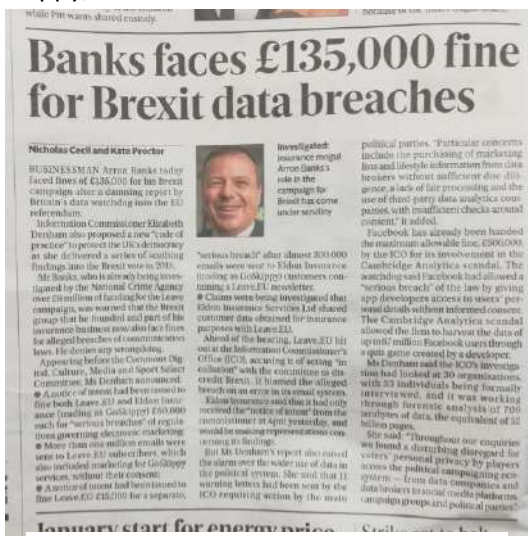 while Pitt wants shared custody.
Banks faces £135,000 fine
for Brexit data breaches
Nicholas Cecil and Kate Proctor
BUSINESSMAN Arron Banks today
faced fines of £135,000 for his Brexit
campaign after a damning report by
Britain's data watchdog into the EU
referendum.
Information Commissioner Elizabeth
Denham also proposed a new "code of
practice" to protect the UK's democracy
as she delivered a series of scathing
findings into the Brexit vote in 2016.
Mr Banks, who is already being inves-
tigated by the National Crime Agency
over £8 million of funding for the Leave
campaign, was warned that the Brexit
group that he founded and part of his
insurance business now also face fines
for alleged breaches of communication
laws. He denies any wrongdoing.
Appearing before the Commons Dig-
ital, Culture, Media and Sport Select
Committee, Ms Denham announced:
● A notice of intent had been issued to
fine both Leave.EU and Eldon Insur-
ance (trading as GoSkippy) £60,000
each for "serious breaches" of regula-
tions governing electronic marketing.
● More than one million emails were
sent to Leave.EU subscribers, which
also included marketing for GoSkippy
services, without their consent.
● A notice of intent had been issued to
fine Leave.EU £15,000 for a separate,
Investigated:
insurance mogul
Arron Banks's
role in the
campaign for
Brexit has come
under scrutiny
"serious breach" after almost 300,000
emails were sent to Eldon Insurance
(trading as GoSkippy) customers con-
taining a Leave.EU newsletter.
● Claims were being investigated that
Eldon Insurance Services Ltd shared
customer data obtained for insurance
purposes with Leave.EU.
Ahead of the hearing, Leave.EU hit
out at the Information Commissioner's
Office (ICO), accusing it of acting "in
collusion" with the committee to dis-
credit Brexit. It blamed the alleged
breach on an error in its email system.
Eldon Insurance said that it had only
received the "notice of intent" from the
commissioner at 4pm yesterday, and
would be making representations con-
cerning its findings.
But Ms Denham's report also raised
the alarm over the wider use of data in
the political system. She said that 11
warning letters had been sent by the
ICO requiring action by the main
political parties. "Particular concerns
include the purchasing of marketing
lists and lifestyle information from data
brokers without sufficient due dili-
gence, a lack of fair processing and the
use of third-party data analytics com-
panies, with insufficient checks around
consent," it added.
Facebook has already been handed
the maximum allowable fine, £500,000,
by the ICO for its involvement in the
Cambridge Analytica scandal. The
watchdog said Facebook had allowed a
"serious breach" of the law by giving
app developers access to users' per-
sonal details without informed consent.
The Cambridge Analytica scandal
allowed the firm to harvest the data of
up to 87 million Facebook users through
a quiz game created by a developer.
Ms Denham said the ICO's investiga-
tion had looked at 30 organisations,
with 33 individuals being formally
interviewed, and it was working
through forensic analysis of 700
terabytes of data, the equivalent of 52
billion pages.
She said: "Throughout our enquiries
we found a disturbing disregard for
voters' personal privacy by players
across the political campaigning eco-
system — from data companies and
data brokers to social media platforms,
campaign groups and political parties."
January start for energy price